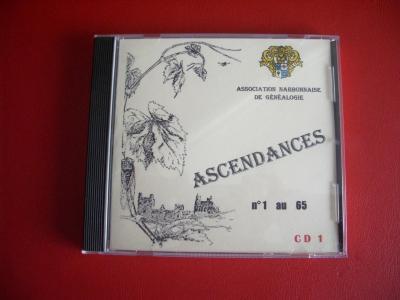 ASSOCIATION NARBONNAISE
DE GÉNÉALOGIE
ASCENDANCES
n°1 au 65
CD 1